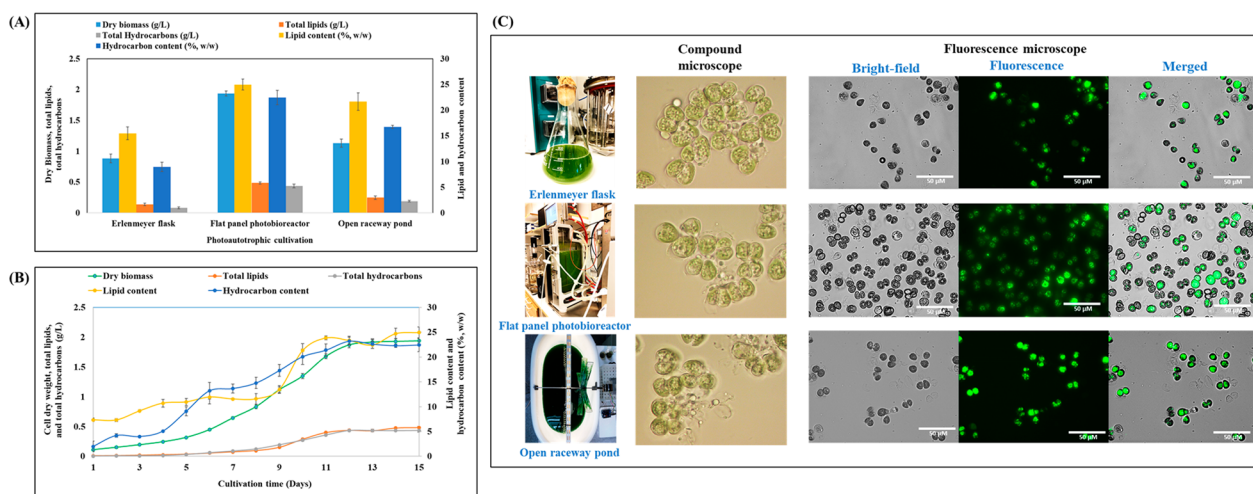 (A)
Dry biomass (g/L)
Total lipids (g/L)
Total Hydrocarbons (g/L)
Lipid content (%, w/w)
Hydrocarbon content (%, w/w)
Dry Biomass, total lipids,
total hydrocarbons
2.5
2
1.5
1
0.5
0
Lipid and hydrocarbon content
30
25
20
15
10
5
0
Erlenmeyer flask
Flat panel photobioreactor
Open raceway pond
Photoautotrophic cultivation
(B)
Dry biomass
Total lipids
Total hydrocarbons
Lipid content
Hydrocarbon content
Cell dry weight, total lipids,
and total hydrocarbons (g/L)
2.5
2
1.5
1
0.5
0
Lipid content and
hydrocarbon content (%, w/w)
30
25
20
15
10
5
0
1 3 5 7 9 11 13 15
Cultivation time (Days)
(C)
Compound
microscope
Fluorescence microscope
Bright-field
Fluorescence
Merged
50 μM
50 μM
50 μM
Erlenmeyer flask
50 μM
50 μM
50 μM
Flat panel photobioreactor
50 μM
50 μM
50 μM
Open raceway pond